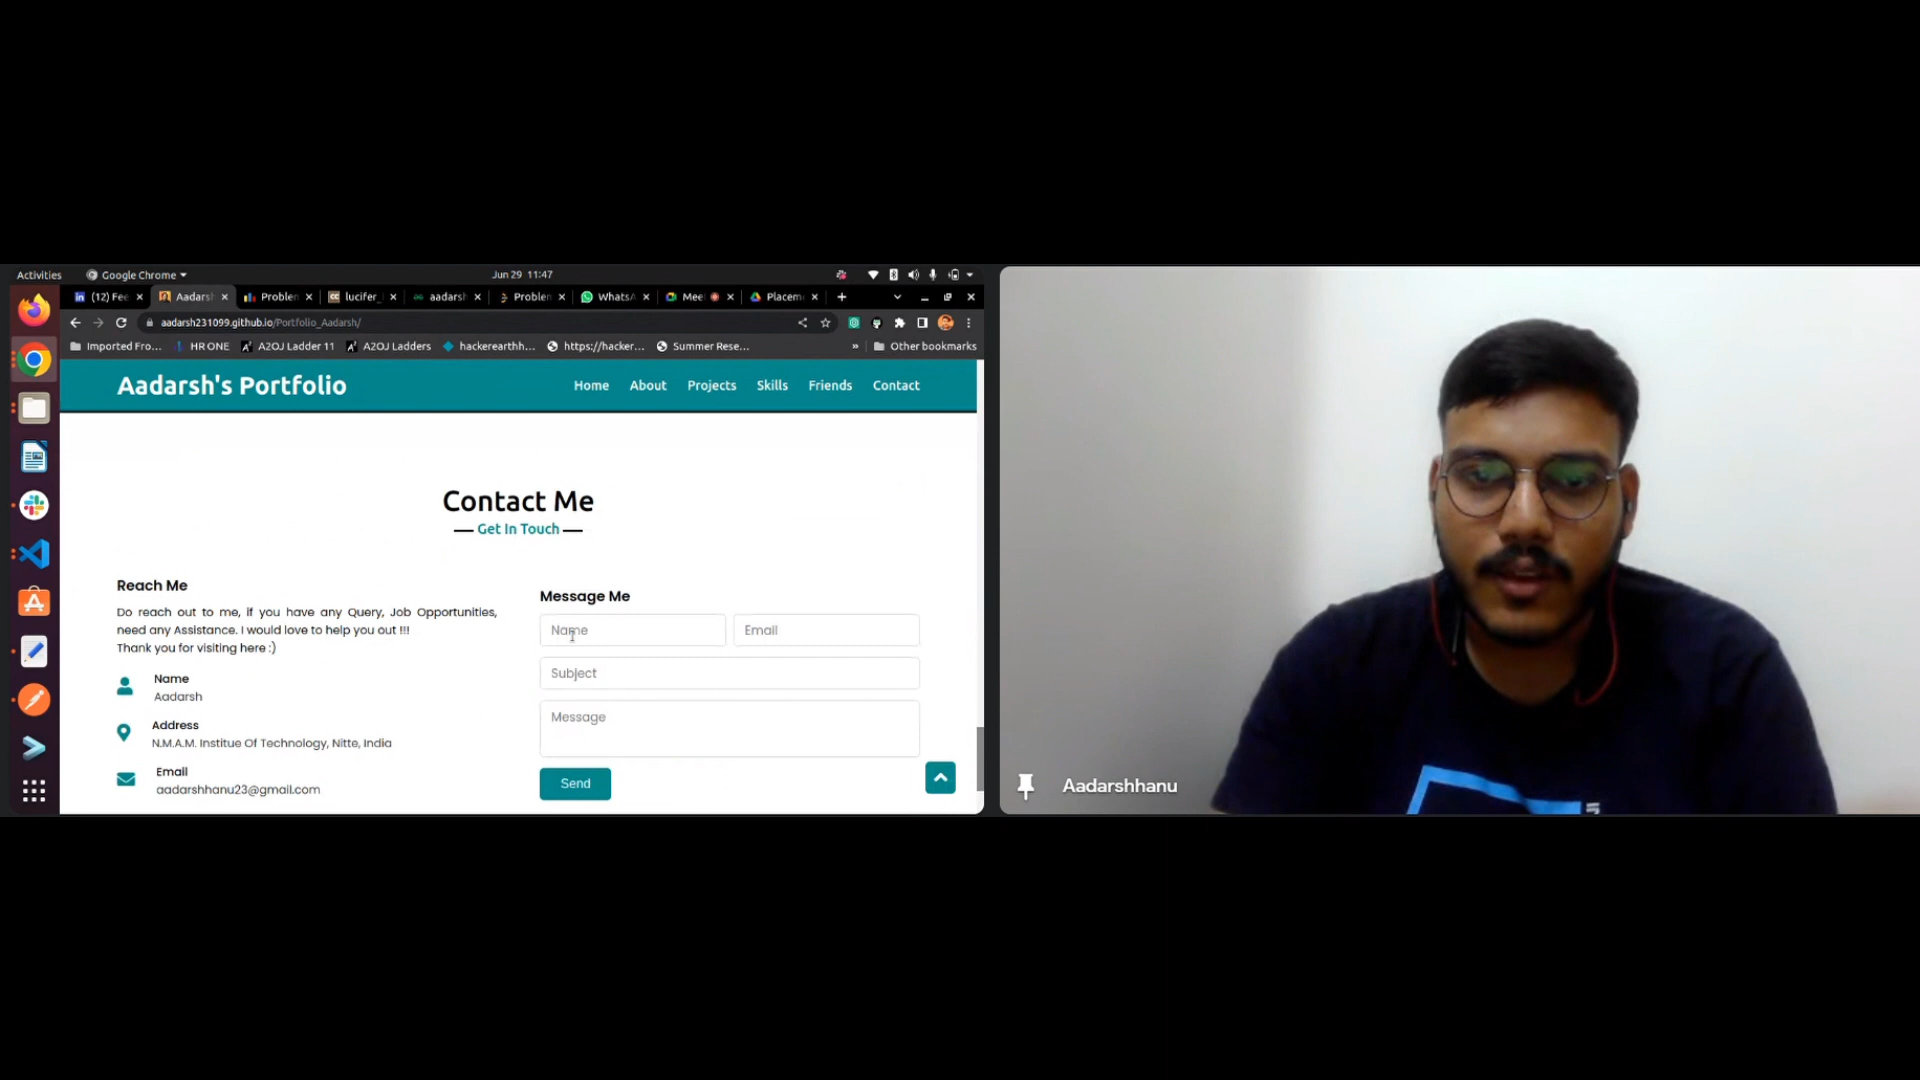 Activities
Google Chrome
Jun 29 11:47
(12) Fee
Aadarsh
Problem
lucifer_
aadarsh
Problem
WhatsA
Mee
Placem
aadarsh231099.github.io/Portfolio_Aadarsh/
Imported Fro...
HR ONE
A2OJ Ladder 11
A2OJ Ladders
hackerearthh...
https://hacker...
Summer Rese...
»
Other bookmarks
Aadarsh's Portfolio
Home
About
Projects
Skills
Friends
Contact
Contact Me
Get In Touch
Reach Me
Do reach out to me, if you have any Query, Job Opportunities,
need any Assistance. I would love to help you out !!!
Thank you for visiting here :)
Name
Aadarsh
Address
N.M.A.M. Institue Of Technology, Nitte, India
Email
aadarshhanu23@gmail.com
Message Me
Name
Email
Subject
Message
Send
Aadarshhanu